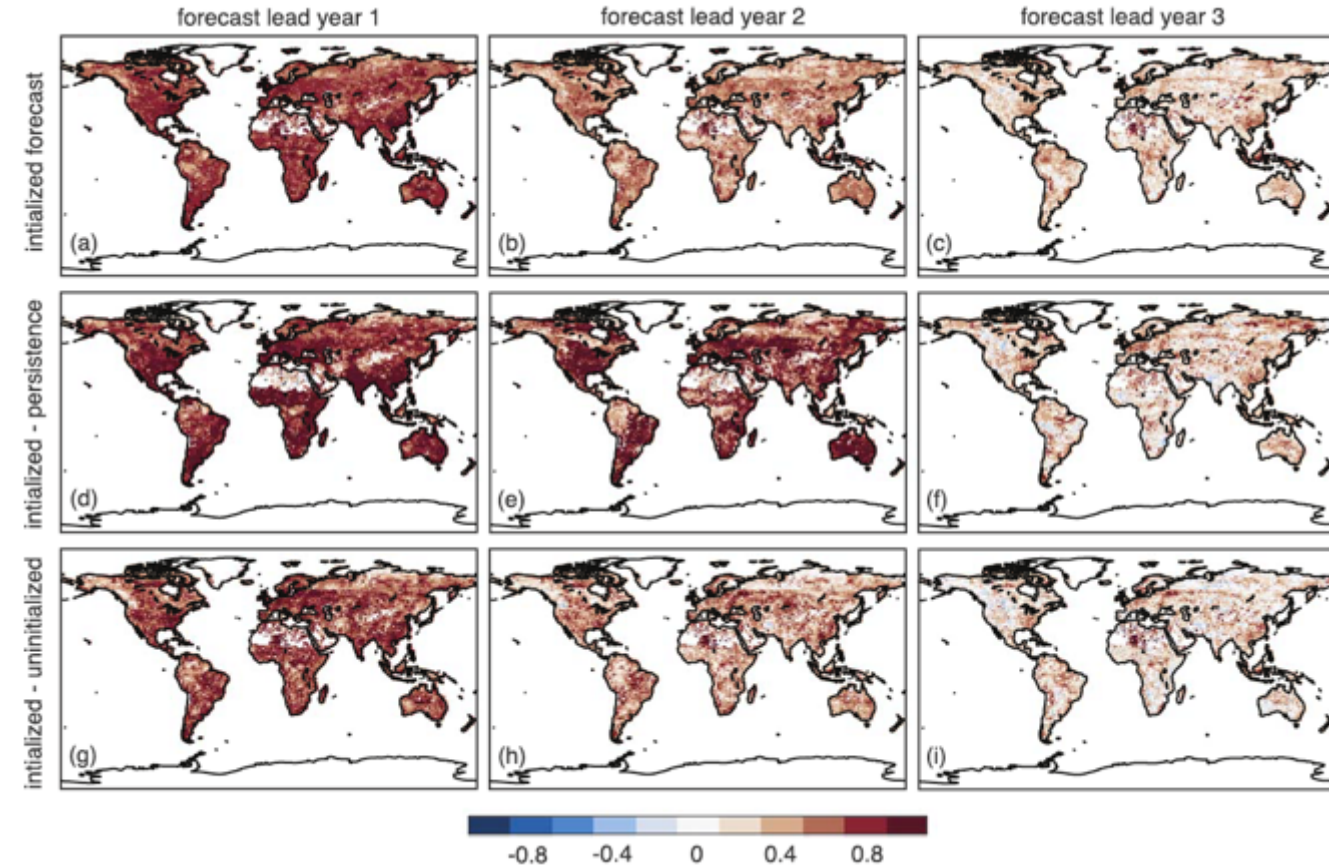 forecast lead year 1
forecast lead year 2
forecast lead year 3
intialized forecast
(a)
(b)
(c)
intialized - persistence
(d)
(e)
(f)
intialized - uninitialized
(g)
(h)
(i)
-0.8 -0.4 0 0.4 0.8